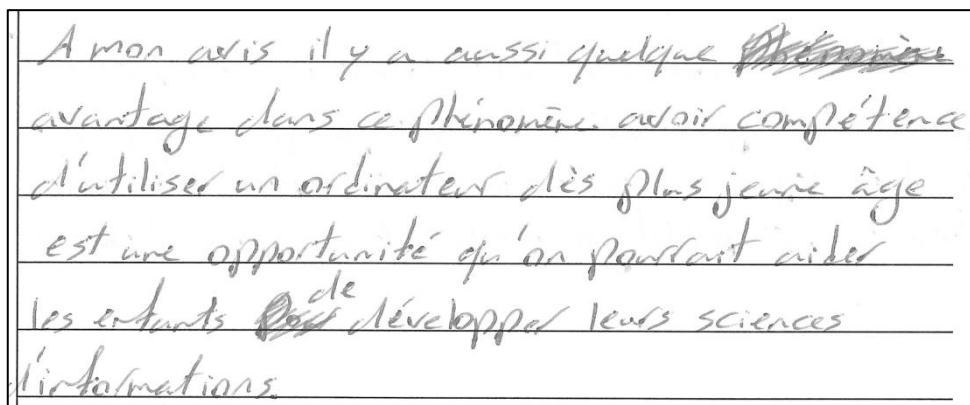 A mon avis il y a aussi quelque
avantage dans ce phénomène. avoir compétence
d'utiliser un ordinateur dès plus jeune âge
est une opportunité qu'on pourrait aider
les enfants de développer leurs sciences
d'informations.